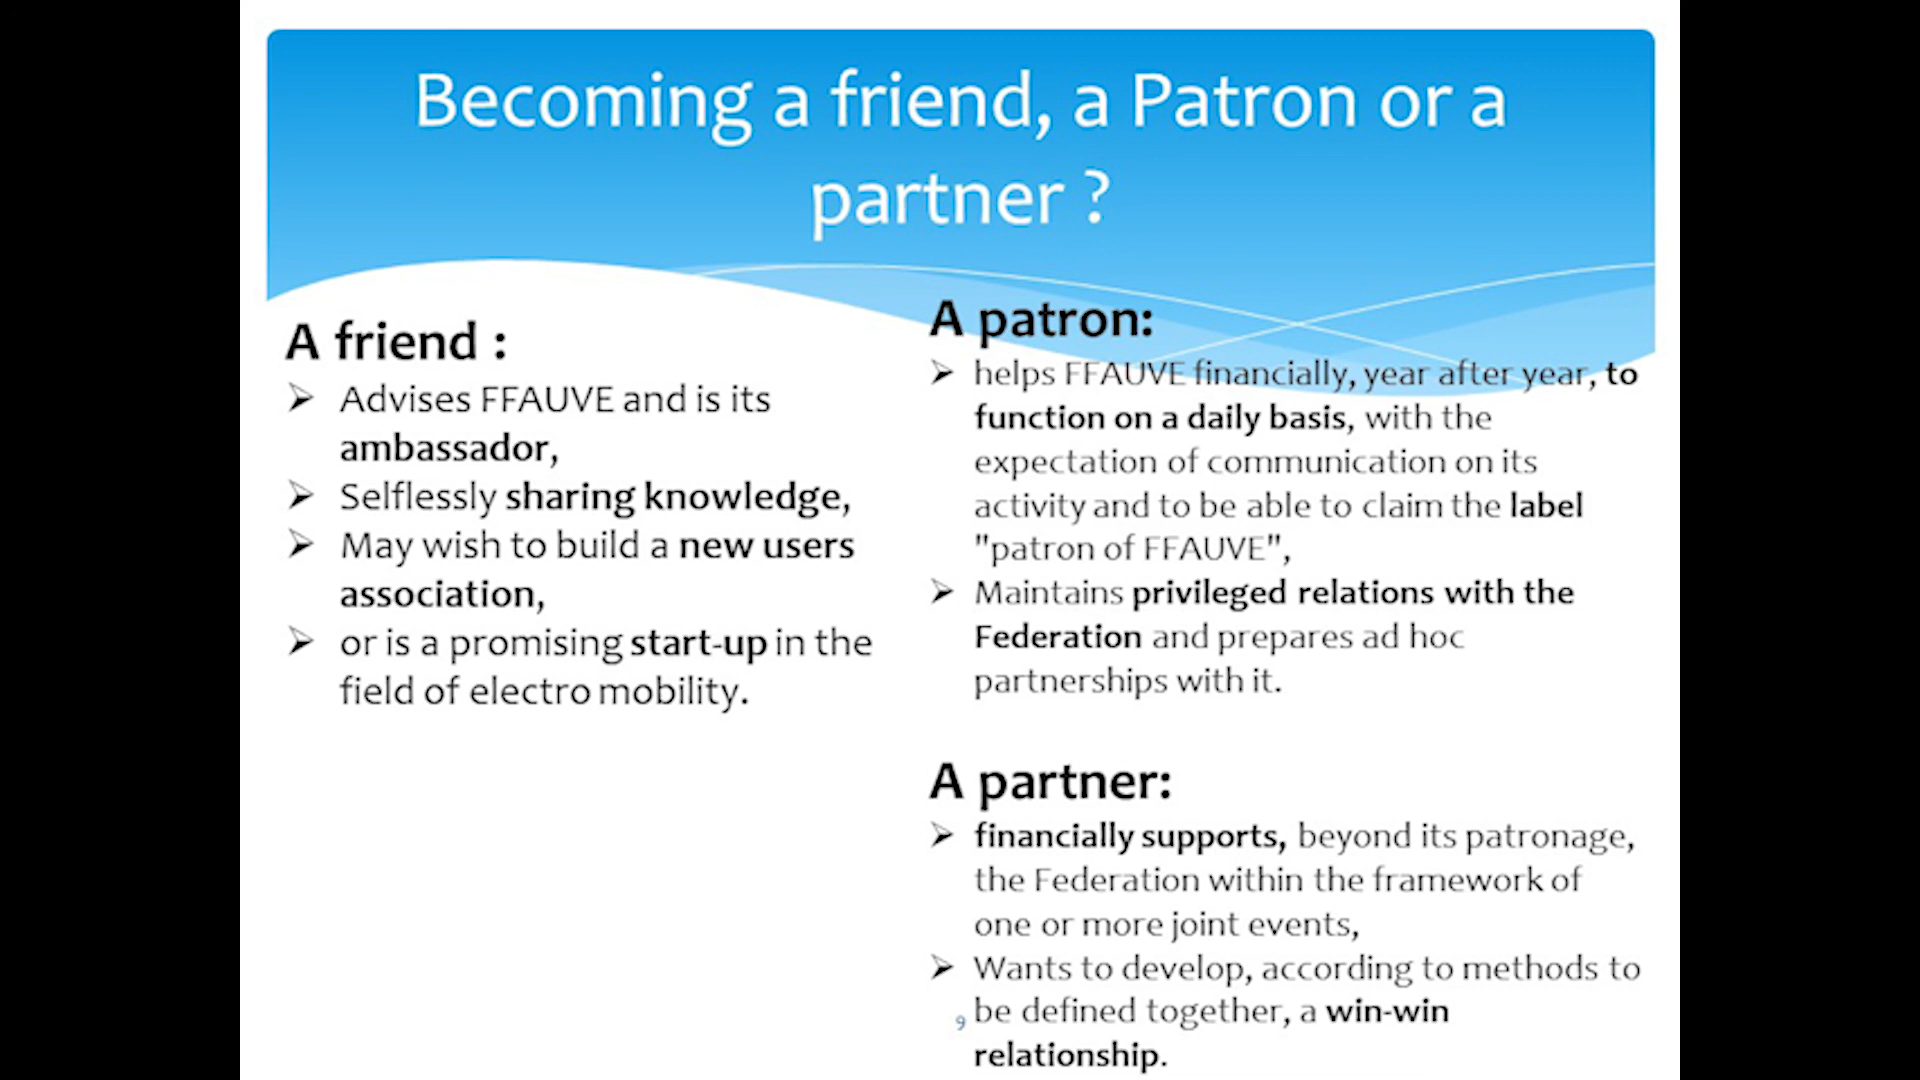 Becoming a friend, a Patron or a
partner ?
A friend :
➢ Advises FFAUVE and is its
ambassador,
➢ Selflessly sharing knowledge,
➢ May wish to build a new users
association,
➢ or is a promising start-up in the
field of electro mobility.
A patron:
➢ helps FFAUVE financially, year after year, to
function on a daily basis, with the
expectation of communication on its
activity and to be able to claim the label
"patron of FFAUVE",
➢ Maintains privileged relations with the
Federation and prepares ad hoc
partnerships with it.
A partner:
➢ financially supports, beyond its patronage,
the Federation within the framework of
one or more joint events,
➢ Wants to develop, according to methods to
be defined together, a win-win
relationship.
9